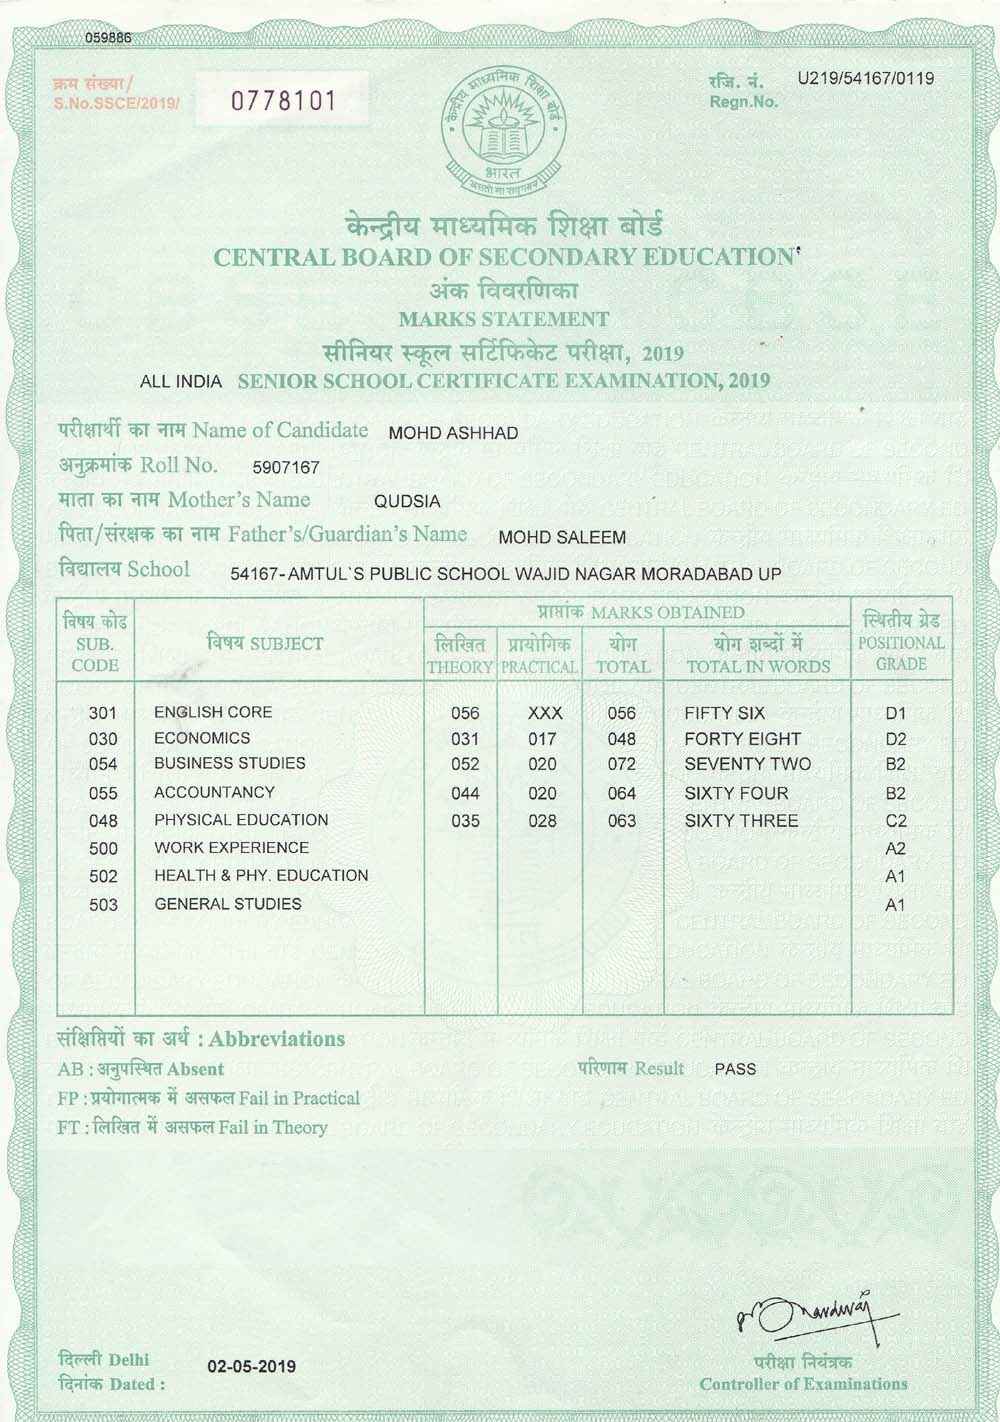 059886
क्रम संख्या/
S.No.SSCE/2019/ 0778101
रजि. नं. U219/54167/0119
Regn.No.
केन्द्रीय माध्यमिक शिक्षा बोर्ड
भारत
असतो मा सद्गमय
केन्द्रीय माध्यमिक शिक्षा बोर्ड
CENTRAL BOARD OF SECONDARY EDUCATION
अंक विवरणिका
MARKS STATEMENT
सीनियर स्कूल सर्टिफिकेट परीक्षा, 2019
ALL INDIA SENIOR SCHOOL CERTIFICATE EXAMINATION, 2019
परीक्षार्थी का नाम Name of Candidate MOHD ASHHAD
अनुक्रमांक Roll No. 5907167
माता का नाम Mother's Name QUDSIA
पिता/संरक्षक का नाम Father's/Guardian's Name MOHD SALEEM
विद्यालय School 54167-AMTUL`S PUBLIC SCHOOL WAJID NAGAR MORADABAD UP
विषय कोड SUB. CODE विषय SUBJECT प्राप्तांक MARKS OBTAINED स्थितीय ग्रेड POSITIONAL GRADE
लिखित THEORY प्रायोगिक PRACTICAL योग TOTAL योग शब्दों में TOTAL IN WORDS
301 ENGLISH CORE 056 XXX 056 FIFTY SIX D1
030 ECONOMICS 031 017 048 FORTY EIGHT D2
054 BUSINESS STUDIES 052 020 072 SEVENTY TWO B2
055 ACCOUNTANCY 044 020 064 SIXTY FOUR B2
048 PHYSICAL EDUCATION 035 028 063 SIXTY THREE C2
500 WORK EXPERIENCE A2
502 HEALTH & PHY. EDUCATION A1
503 GENERAL STUDIES A1
संक्षिप्तियों का अर्थ : Abbreviations
AB : अनुपस्थित Absent परिणाम Result PASS
FP : प्रयोगात्मक में असफल Fail in Practical
FT : लिखित में असफल Fail in Theory
दिल्ली Delhi
दिनांक Dated : 02-05-2019
परीक्षा नियंत्रक
Controller of Examinations